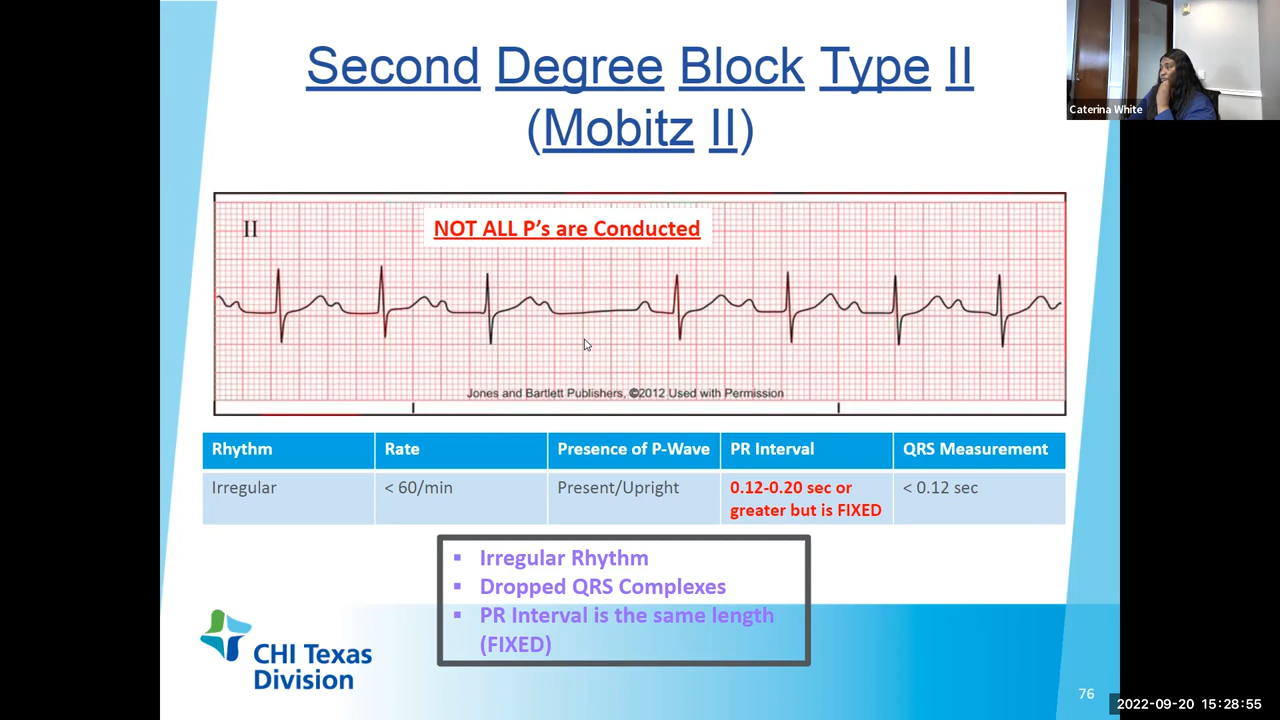 Second Degree Block Type II
(Mobitz II)
Caterina White
II
NOT ALL P's are Conducted
Jones and Bartlett Publishers, ©2012 Used with Permission
Rhythm Rate Presence of P-Wave PR Interval QRS Measurement
Irregular < 60/min Present/Upright 0.12-0.20 sec or < 0.12 sec
greater but is FIXED
▪ Irregular Rhythm
▪ Dropped QRS Complexes
▪ PR Interval is the same length
(FIXED)
CHI Texas
Division
76
2022-09-20 15:28:55